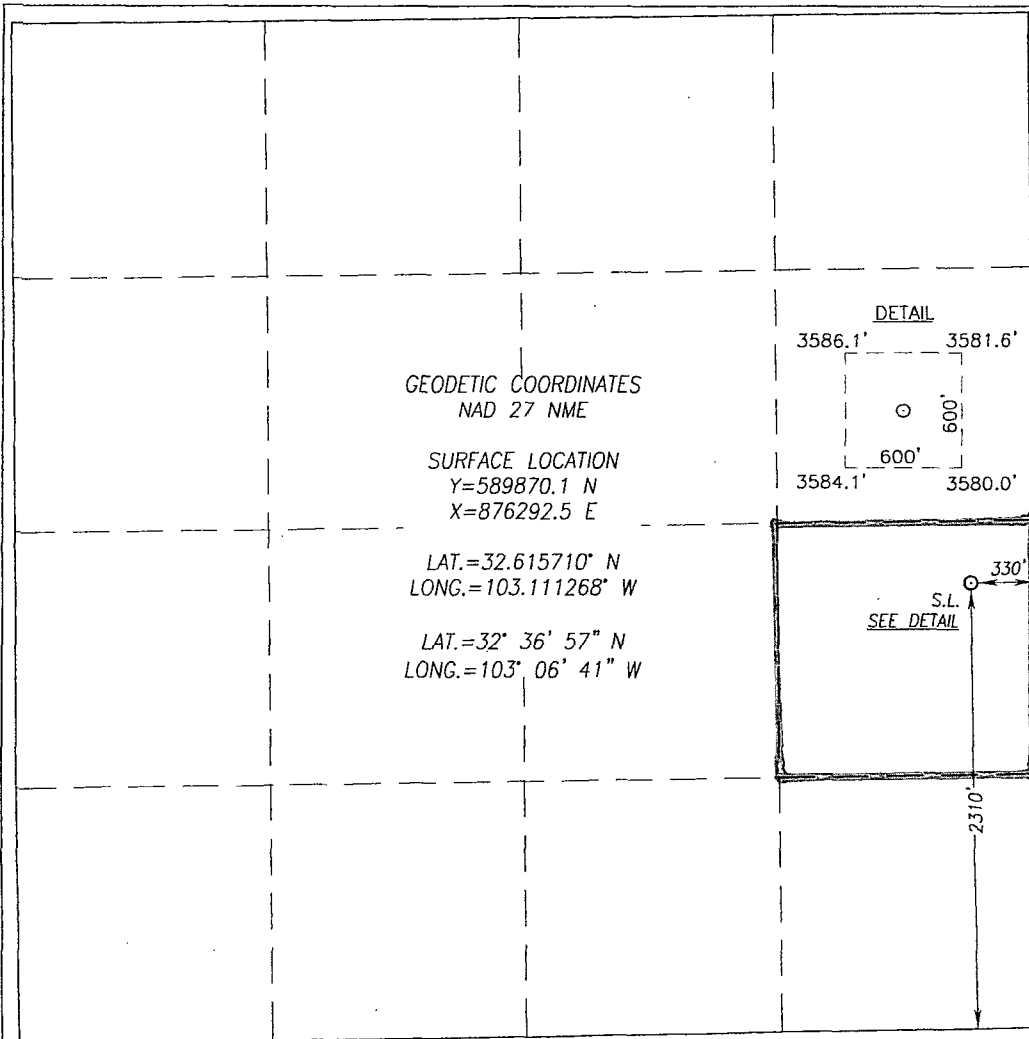 DETAIL
3586.1' 3581.6'
600'
600'
3584.1' 3580.0'
GEODETIC COORDINATES
NAD 27 NME
SURFACE LOCATION
Y=589870.1 N
X=876292.5 E
LAT.=32.615710° N
LONG.=103.111268° W
LAT.=32° 36' 57" N
LONG.=103° 06' 41" W
330'
S.L.
SEE DETAIL
2310'